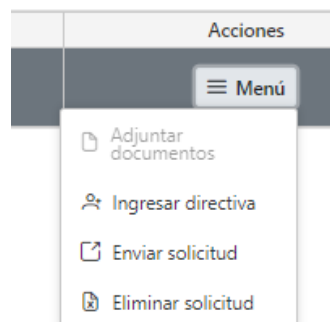 Acciones
Menú
Adjuntar
documentos
Ingresar directiva
Enviar solicitud
Eliminar solicitud